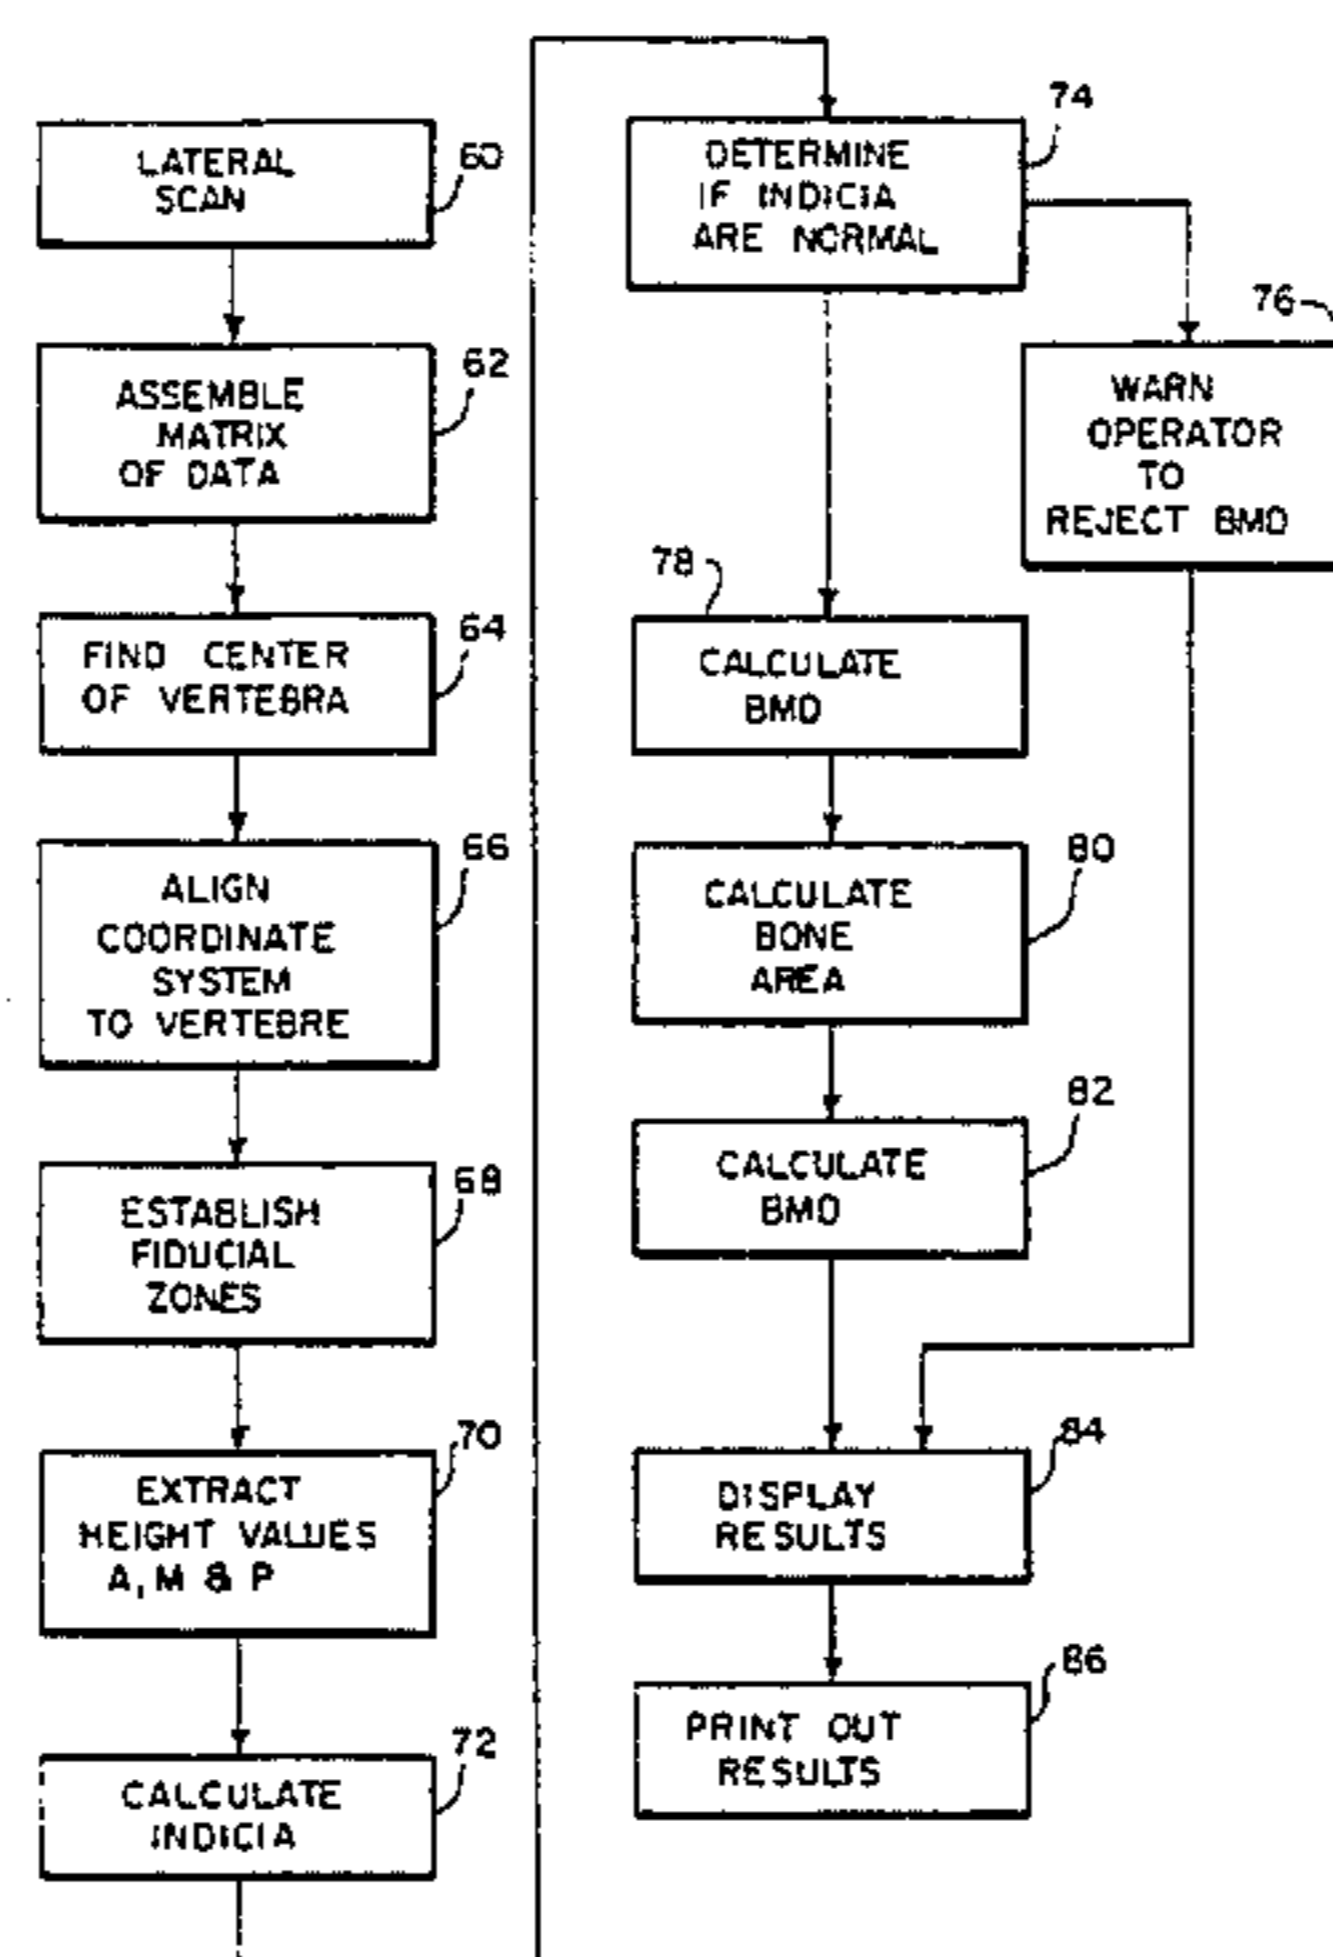 LATERAL
SCAN
60
ASSEMBLE
MATRIX
OF DATA
62
FIND CENTER
OF VERTEBRA
64
ALIGN
COORDINATE
SYSTEM
TO VERTEBRE
66
ESTABLISH
FIDUCIAL
ZONES
68
EXTRACT
HEIGHT VALUES
A, M & P
70
CALCULATE
INDICIA
72
DETERMINE
IF INDICIA
ARE NORMAL
74
WARN
OPERATOR
TO
REJECT BMD
76
CALCULATE
BMD
78
CALCULATE
BONE
AREA
80
CALCULATE
BMD
82
DISPLAY
RESULTS
84
PRINT OUT
RESULTS
86